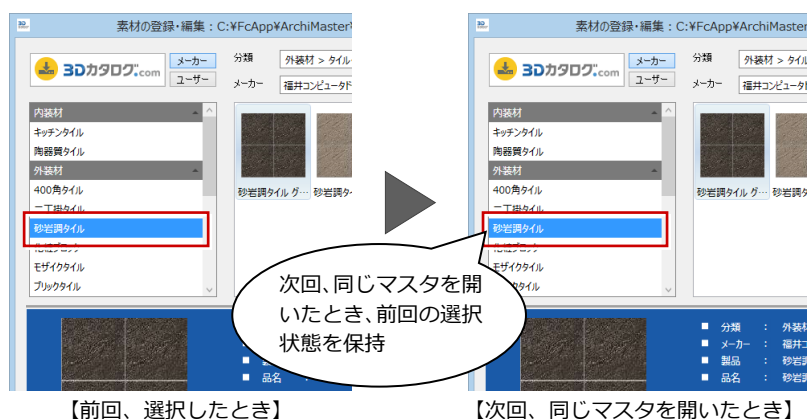 素材の登録・編集：C:¥FcApp¥ArchiMaster
3Dカタログ.com
メーカー
ユーザー
分類
外装材 > タイル
メーカー
福井コンピュータド
内装材
キッチンタイル
陶器質タイル
外装材
400角タイル
二丁掛タイル
砂岩調タイル
モザイクタイル
ブリックタイル
砂岩調タイル グ…
砂岩調タ
品名
素材の登録・編集：C:¥FcApp¥ArchiMaster
3Dカタログ.com
メーカー
ユーザー
分類
外装材 > タイル
メーカー
福井コンピュータド
内装材
キッチンタイル
陶器質タイル
外装材
400角タイル
二丁掛タイル
砂岩調タイル
モザイクタイル
砂岩調タイル グ…
砂岩調タ
■ 分類 ： 外装材
■ メーカー ： 福井コ
■ 製品 ： 砂岩調
■ 品名 ： 砂岩調
次回、同じマスタを開
いたとき、前回の選択
状態を保持
【前回、選択したとき】
【次回、同じマスタを開いたとき】